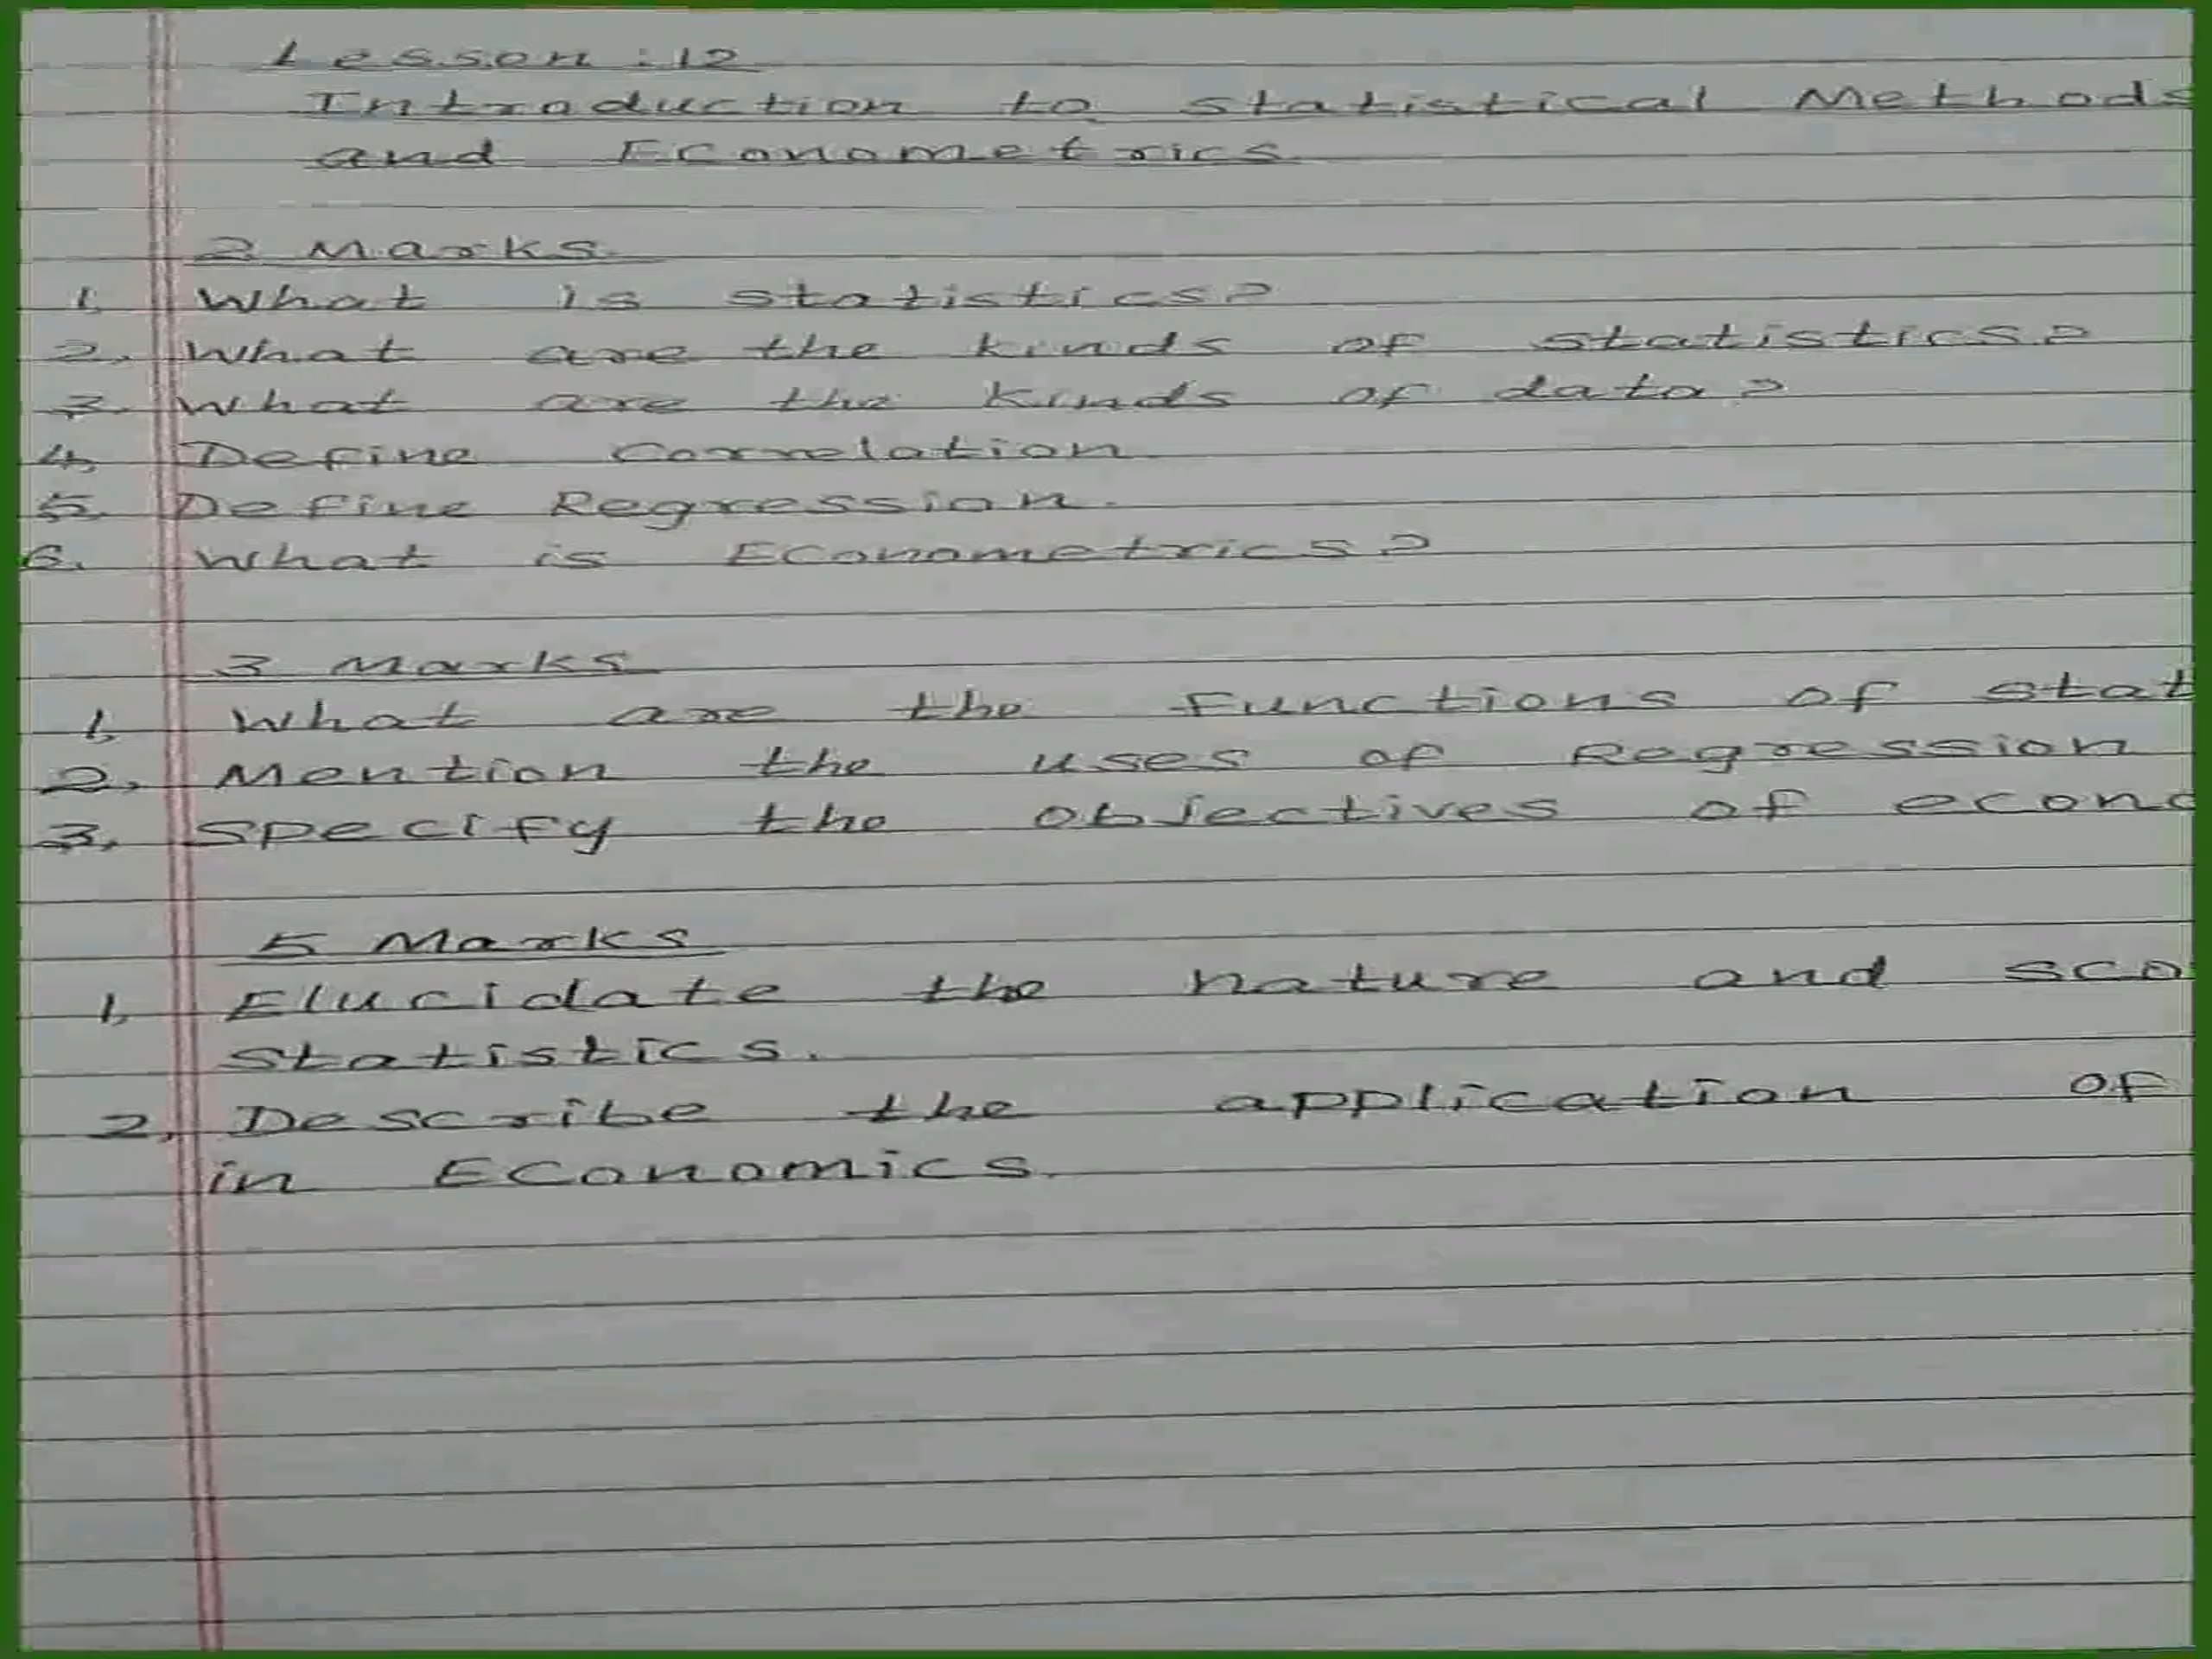 Lesson : 12
Introduction to statistical Methods
and Econometrics
2 Marks
1. What is statistics?
2. What are the kinds of statistics?
3. What are the kinds of data?
4. Define Correlation
5. Define Regression.
6. What is Econometrics?
3 Marks
1. What are the Functions of stat
2. Mention the uses of Regression
3. Specify the objectives of econo
5 Marks
1. Elucidate the nature and sco
Statistics.
2. Describe the application of
in Economics.